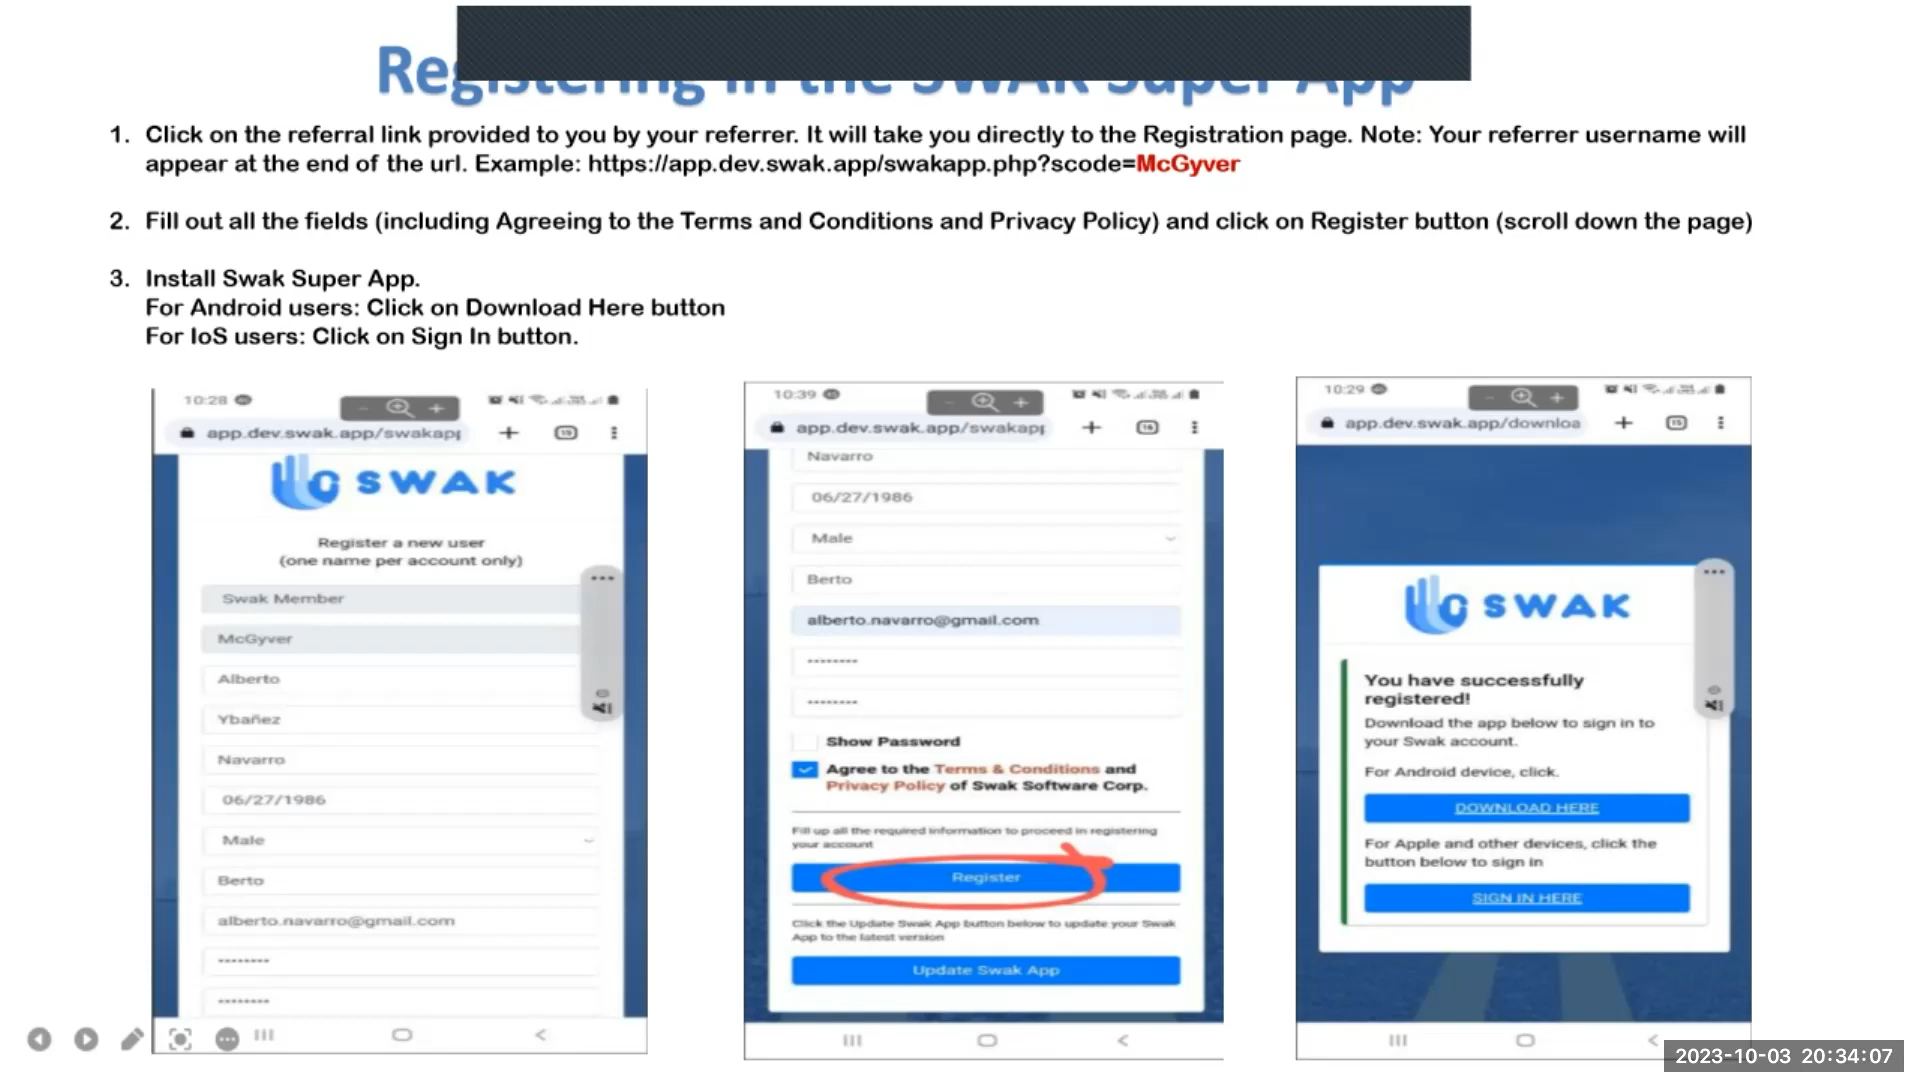 Registering in the SWAK Super App
1. Click on the referral link provided to you by your referrer. It will take you directly to the Registration page. Note: Your referrer username will
appear at the end of the url. Example: https://app.dev.swak.app/swakapp.php?scode=McGyver
2. Fill out all the fields (including Agreeing to the Terms and Conditions and Privacy Policy) and click on Register button (scroll down the page)
3. Install Swak Super App.
For Android users: Click on Download Here button
For IoS users: Click on Sign In button.
10:28
app.dev.swak.app/swakapp
SWAK
Register a new user
(one name per account only)
Swak Member
McGyver
Alberto
Ybañez
Navarro
06/27/1986
Male
Berto
alberto.navarro@gmail.com
••••••••
••••••••
10:39
app.dev.swak.app/swakapp
Navarro
06/27/1986
Male
Berto
alberto.navarro@gmail.com
••••••••
••••••••
Show Password
Agree to the Terms & Conditions and
Privacy Policy of Swak Software Corp.
Fill up all the required information to proceed in registering
your account
Register
Click the Update Swak App button below to update your Swak
App to the latest version
Update Swak App
10:29
app.dev.swak.app/downloa
SWAK
You have successfully
registered!
Download the app below to sign in to
your Swak account.
For Android device, click.
DOWNLOAD HERE
For Apple and other devices, click the
button below to sign in
SIGN IN HERE
2023-10-03 20:34:07